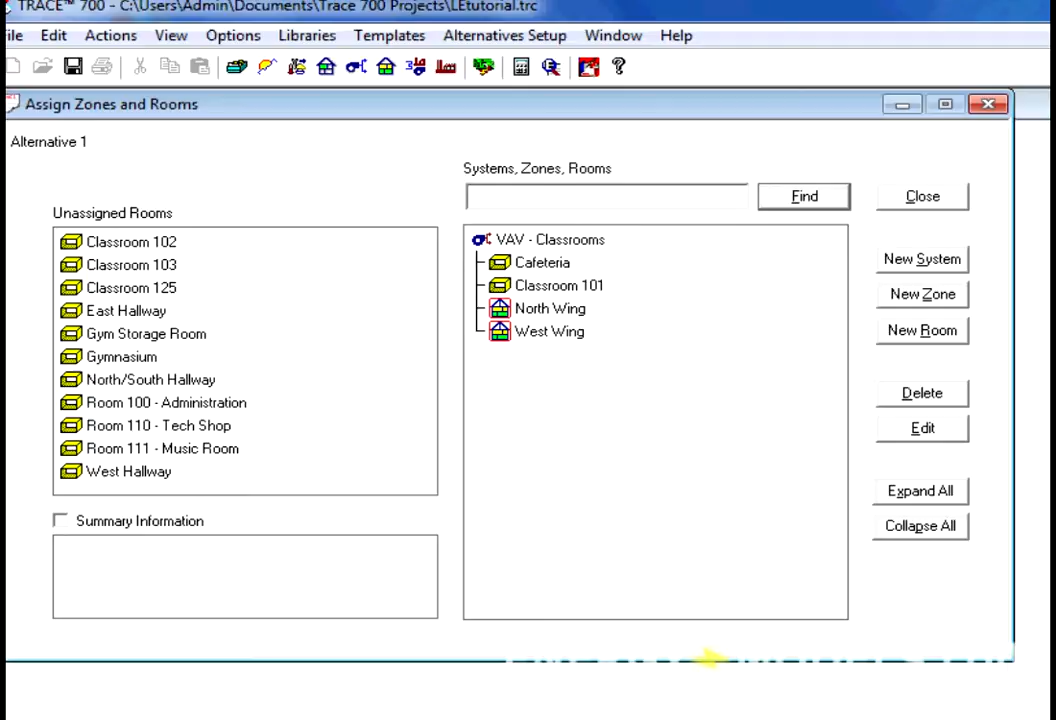 TRACE™ 700 - C:\Users\Admin\Documents\Trace 700 Projects\LEtutorial.trc
ile Edit Actions View Options Libraries Templates Alternatives Setup Window Help
Assign Zones and Rooms
Alternative 1
Systems, Zones, Rooms
Find
Close
Unassigned Rooms
Classroom 102
Classroom 103
Classroom 125
East Hallway
Gym Storage Room
Gymnasium
North/South Hallway
Room 100 - Administration
Room 110 - Tech Shop
Room 111 - Music Room
West Hallway
VAV - Classrooms
Cafeteria
Classroom 101
North Wing
West Wing
New System
New Zone
New Room
Delete
Edit
Expand All
Collapse All
Summary Information